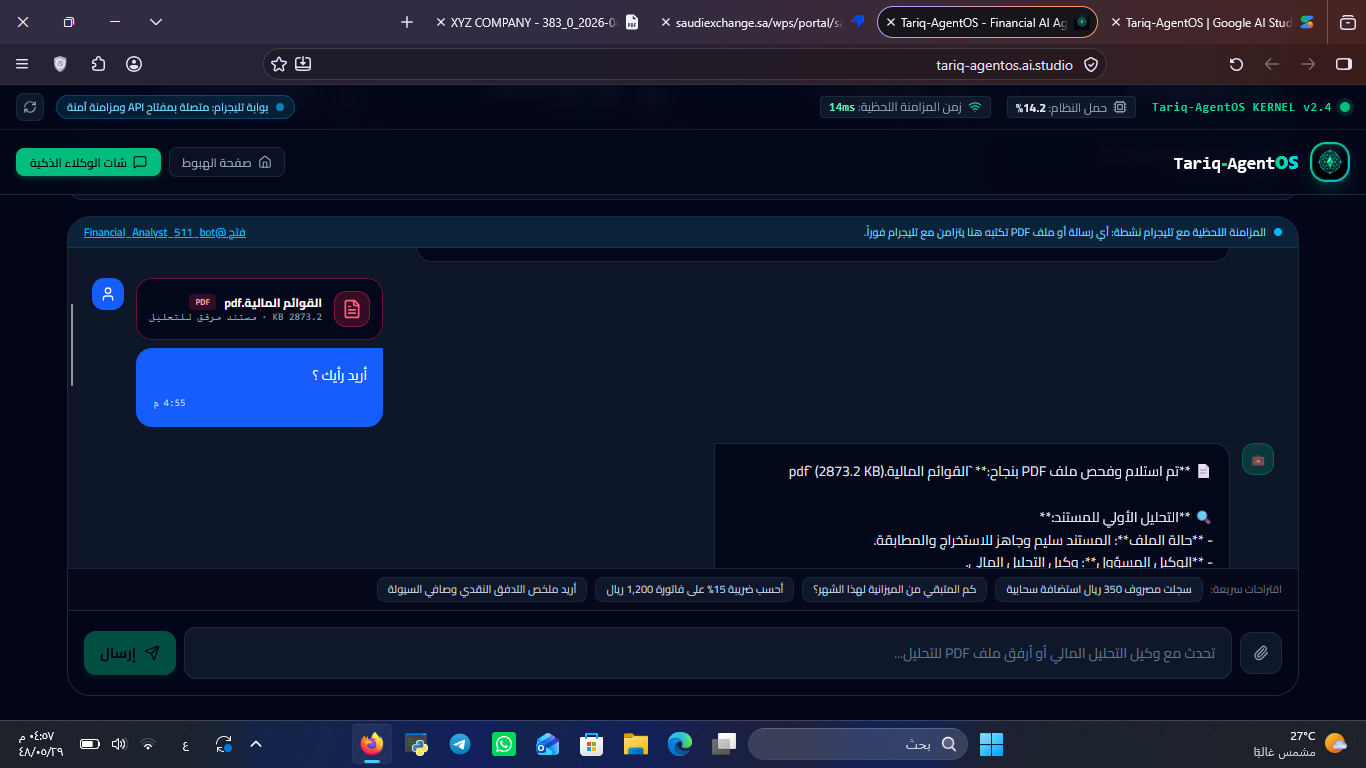 XYZ COMPANY - 383_0_2026-0
saudiexchange.sa/wps/portal/sa
Tariq-AgentOS - Financial AI Ag
Tariq-AgentOS | Google AI Stud
tariq-agentos.ai.studio
Tariq-AgentOS KERNEL v2.4
حمل النظام: 14.2%
زمن المزامنة اللحظية: 14ms
بوابة تليجرام: متصلة بمفتاح API ومزامنة آمنة
Tariq-AgentOS
صفحة الهبوط
شات الوكلاء الذكية
المزامنة اللحظية مع تليجرام نشطة: أي رسالة أو ملف PDF تكتبه هنا يتزامن مع تليجرام فوراً.
فتح @Financial_Analyst_511_bot
القوائم المالية.pdf PDF
2873.2 KB · مستند مرفق للتحليل
أريد رأيك ؟
4:55 م
📄 **تم استلام وفحص ملف PDF بنجاح:** `القوائم المالية.pdf` (2873.2 KB)
🔍 **التحليل الأولي للمستند:**
- **حالة الملف**: المستند سليم وجاهز للاستخراج والمطابقة.
- **الوكيل المسؤول**: وكيل التحليل المالي.
اقتراحات سريعة:
سجلت مصروف 350 ريال استضافة سحابية
كم المتبقي من الميزانية لهذا الشهر؟
أحسب ضريبة 15% على فاتورة 1,200 ريال
أريد ملخص التدفق النقدي وصافي السيولة
تحدث مع وكيل التحليل المالي أو أرفق ملف PDF للتحليل...
إرسال
27°C
مشمس غالبًا
بحث
ع
٠٤:٥٧ م
٤٨/٠٥/٢٩